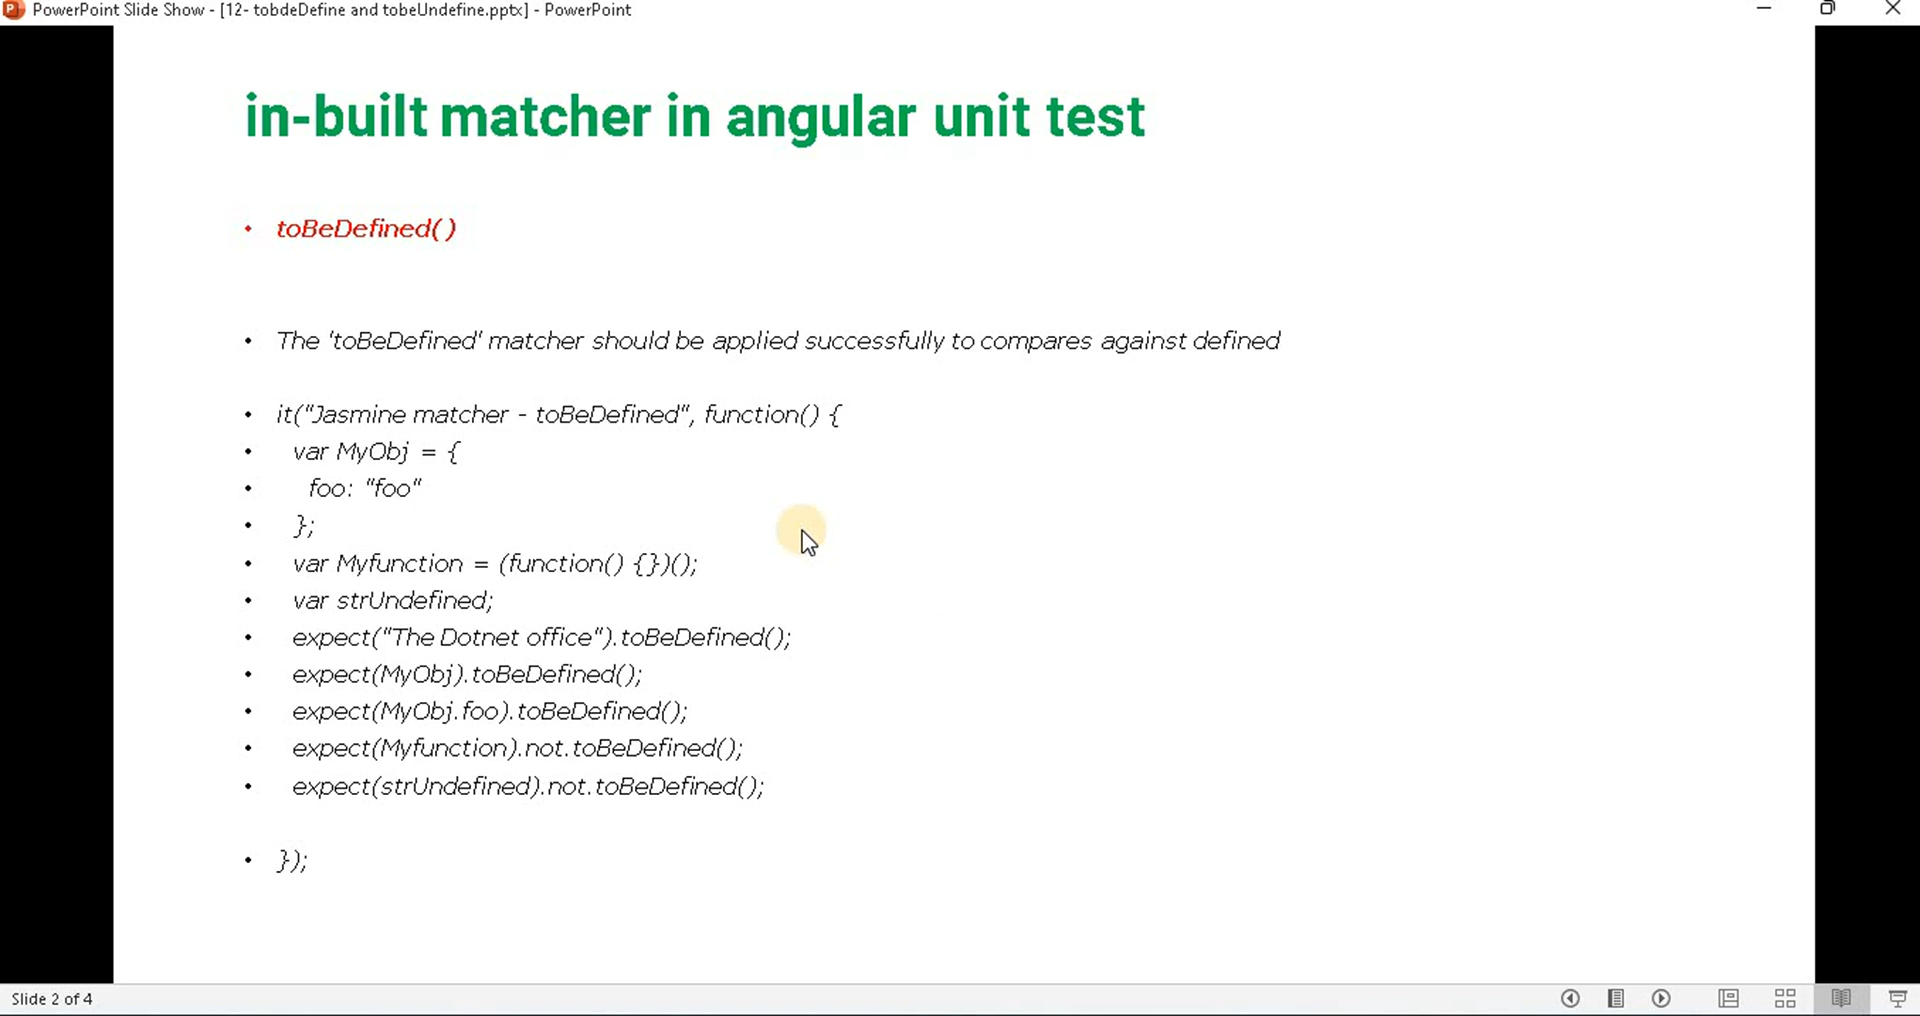 PowerPoint Slide Show - [12- tobdeDefine and tobeUndefine.pptx] - PowerPoint
in-built matcher in angular unit test
• toBeDefined()
• The 'toBeDefined' matcher should be applied successfully to compares against defined
• it("Jasmine matcher - toBeDefined", function() {
• var MyObj = {
• foo: "foo"
• };
• var Myfunction = (function() {})();
• var strUndefined;
• expect("The Dotnet office").toBeDefined();
• expect(MyObj).toBeDefined();
• expect(MyObj.foo).toBeDefined();
• expect(Myfunction).not.toBeDefined();
• expect(strUndefined).not.toBeDefined();
• });
Slide 2 of 4